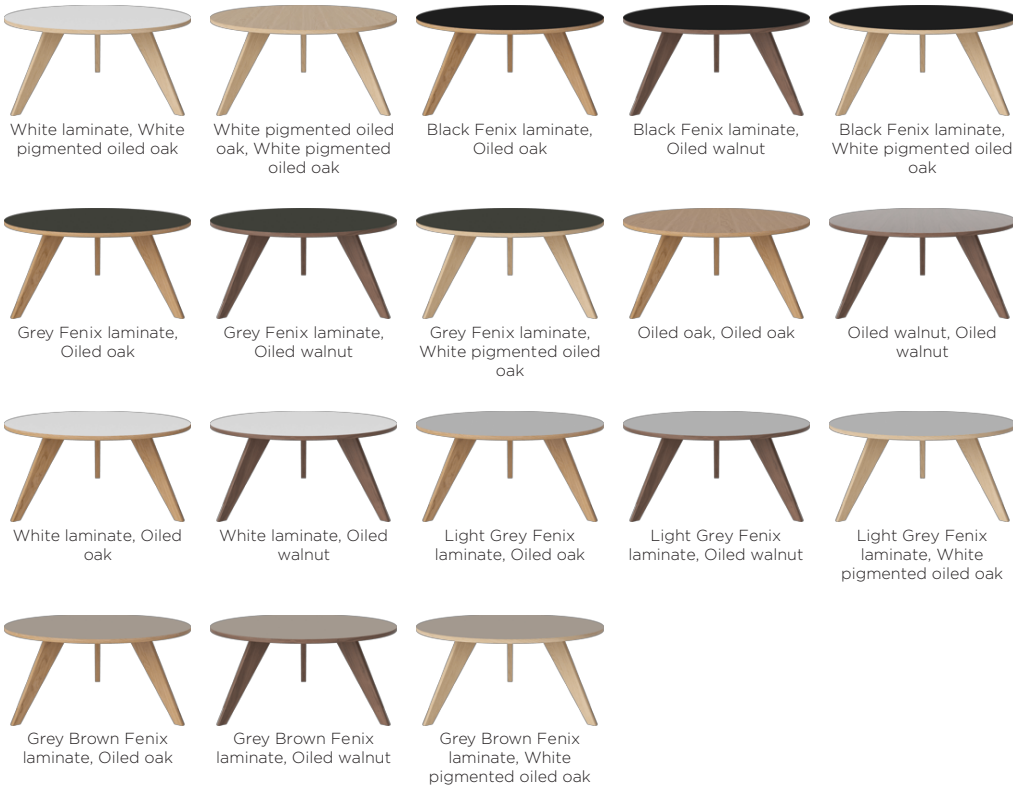 White laminate, White
pigmented oiled oak
White pigmented oiled
oak, White pigmented
oiled oak
Black Fenix laminate,
Oiled oak
Black Fenix laminate,
Oiled walnut
Black Fenix laminate,
White pigmented oiled
oak
Grey Fenix laminate,
Oiled oak
Grey Fenix laminate,
Oiled walnut
Grey Fenix laminate,
White pigmented oiled
oak
Oiled oak, Oiled oak
Oiled walnut, Oiled
walnut
White laminate, Oiled
oak
White laminate, Oiled
walnut
Light Grey Fenix
laminate, Oiled oak
Light Grey Fenix
laminate, Oiled walnut
Light Grey Fenix
laminate, White
pigmented oiled oak
Grey Brown Fenix
laminate, Oiled oak
Grey Brown Fenix
laminate, Oiled walnut
Grey Brown Fenix
laminate, White
pigmented oiled oak